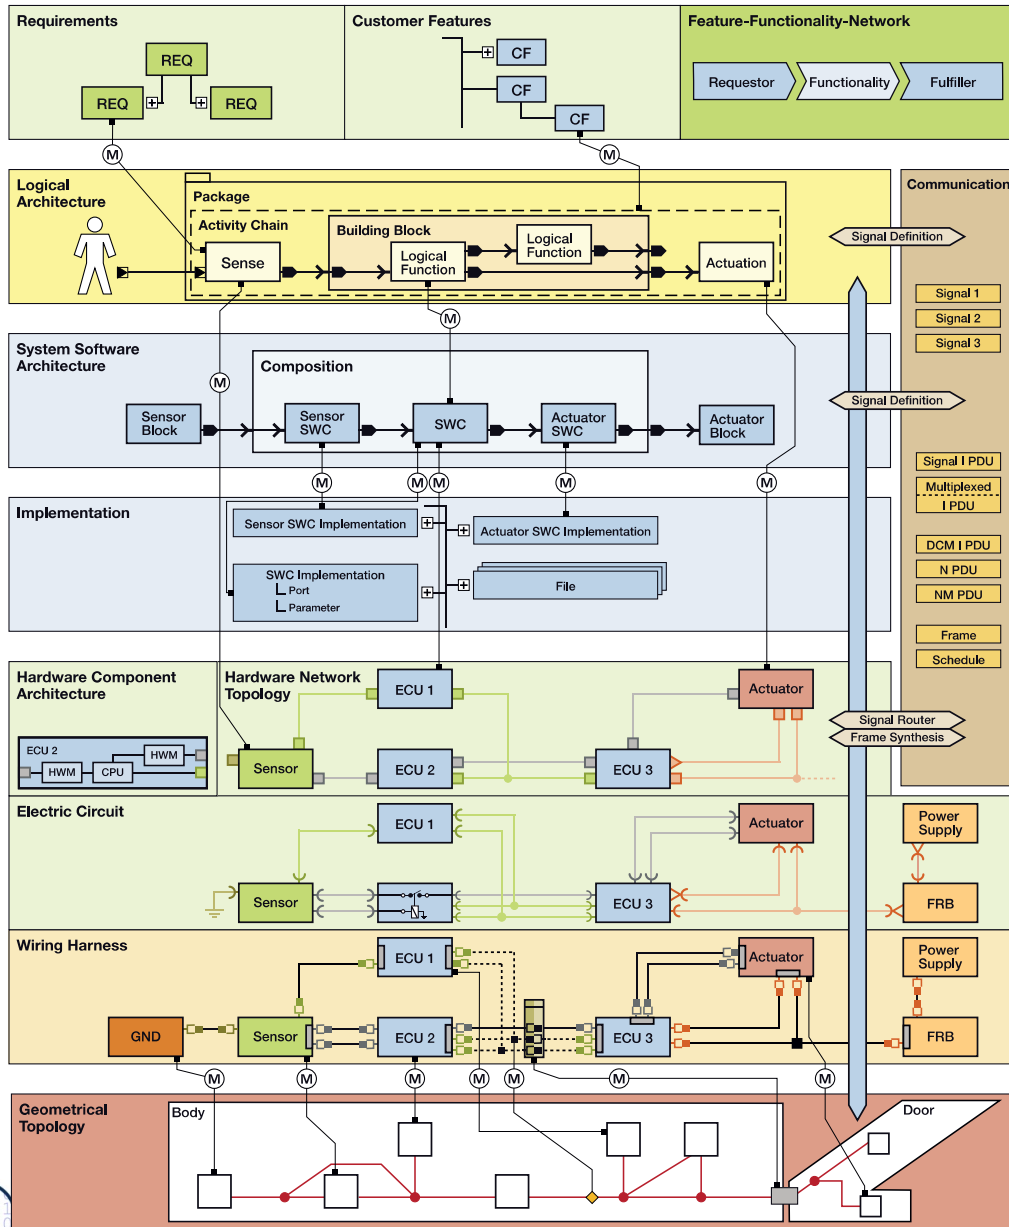 Requirements
Customer Features
Feature-Functionality-Network
REQ
REQ
REQ
CF
CF
CF
Requestor
Functionality
Fulfiller
M
M
Logical
Architecture
Package
Activity Chain
Building Block
Sense
Logical
Function
Logical
Function
Actuation
Communication
Signal Definition
Signal 1
Signal 2
Signal 3
M
System Software
Architecture
Composition
M
Sensor
Block
Sensor
SWC
SWC
Actuator
SWC
Actuator
Block
Signal Definition
Signal I PDU
Multiplexed
I PDU
DCM I PDU
N PDU
NM PDU
Frame
Schedule
M
M
M
M
M
Implementation
Sensor SWC Implementation
Actuator SWC Implementation
SWC Implementation
Port
Parameter
File
Hardware Component
Architecture
ECU 2
HWM
HWM
CPU
Hardware Network
Topology
ECU 1
Actuator
Sensor
ECU 2
ECU 3
Signal Router
Frame Synthesis
Electric Circuit
ECU 1
Actuator
Power
Supply
Sensor
ECU 3
FRB
Wiring Harness
ECU 1
Actuator
Power
Supply
GND
Sensor
ECU 2
ECU 3
FRB
M
M
M
M
M
M
M
Geometrical
Topology
Body
Door